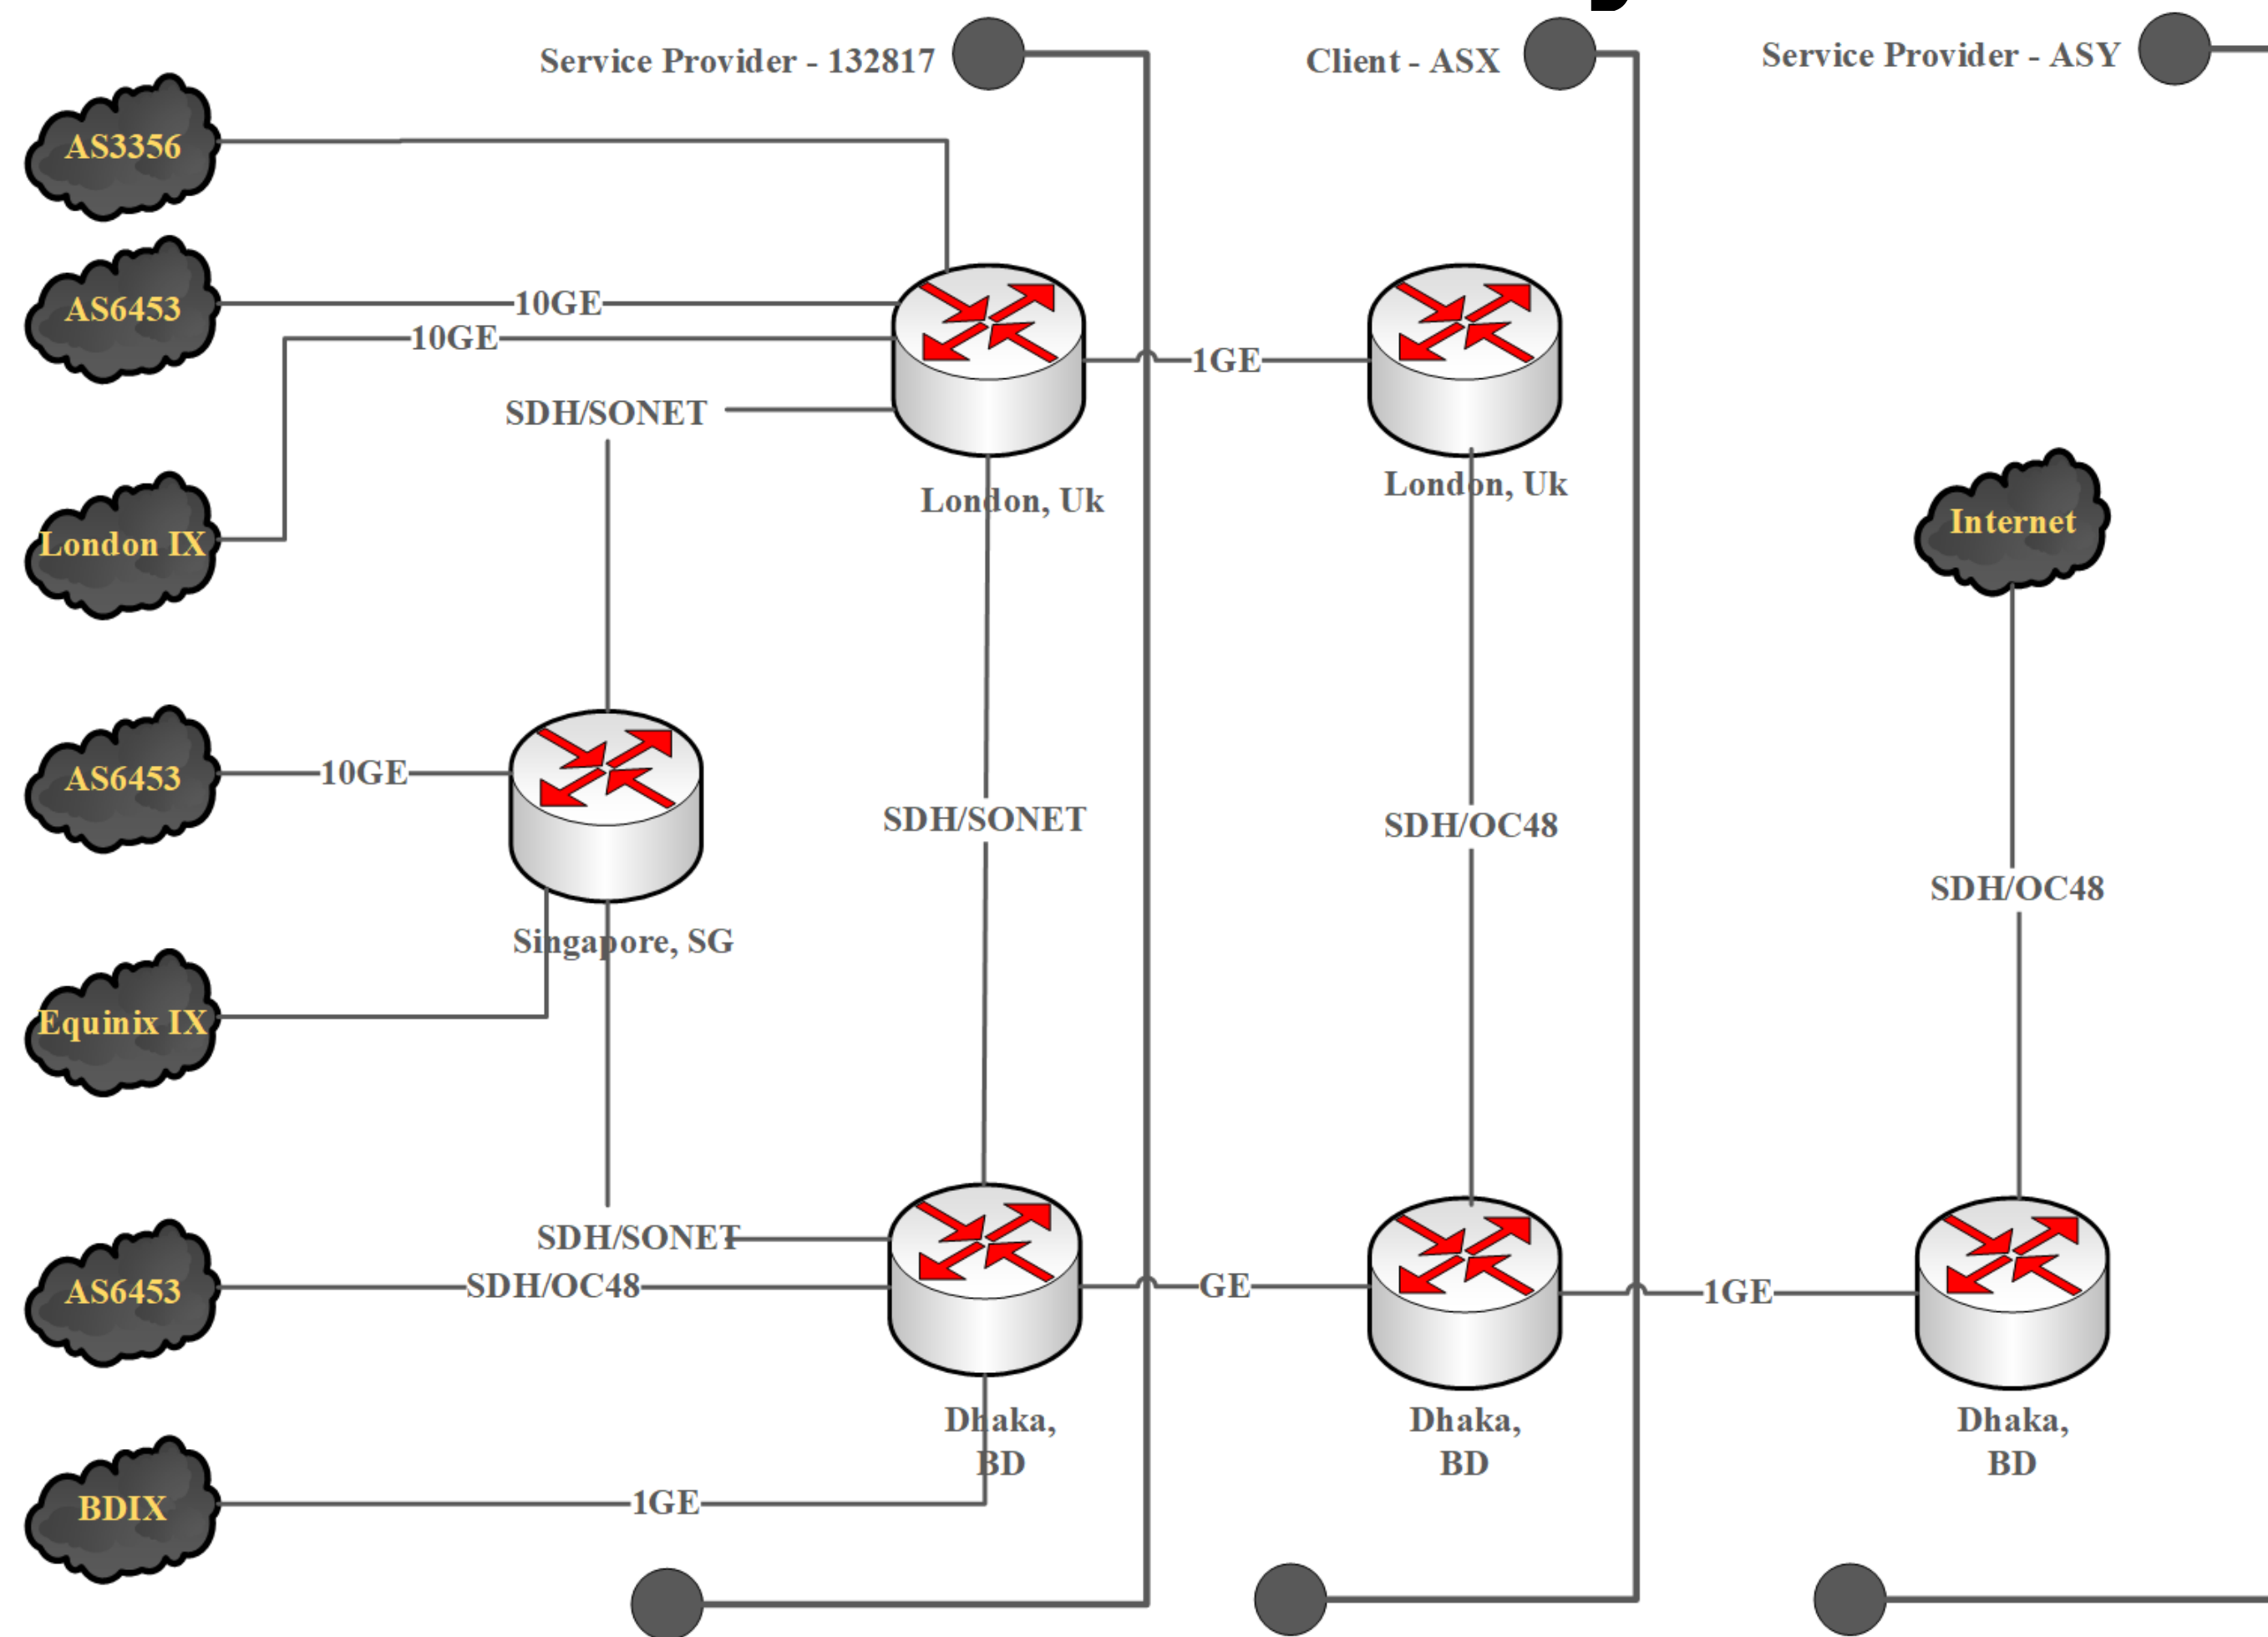 Service Provider - 132817
Client - ASX
Service Provider - ASY
AS3356
AS6453
10GE
10GE
1GE
SDH/SONET
London, Uk
London, Uk
London IX
Internet
AS6453
10GE
SDH/SONET
SDH/OC48
SDH/OC48
Singapore, SG
Equinix IX
SDH/SONET
AS6453
SDH/OC48
GE
1GE
Dhaka,
BD
Dhaka,
BD
Dhaka,
BD
BDIX
1GE